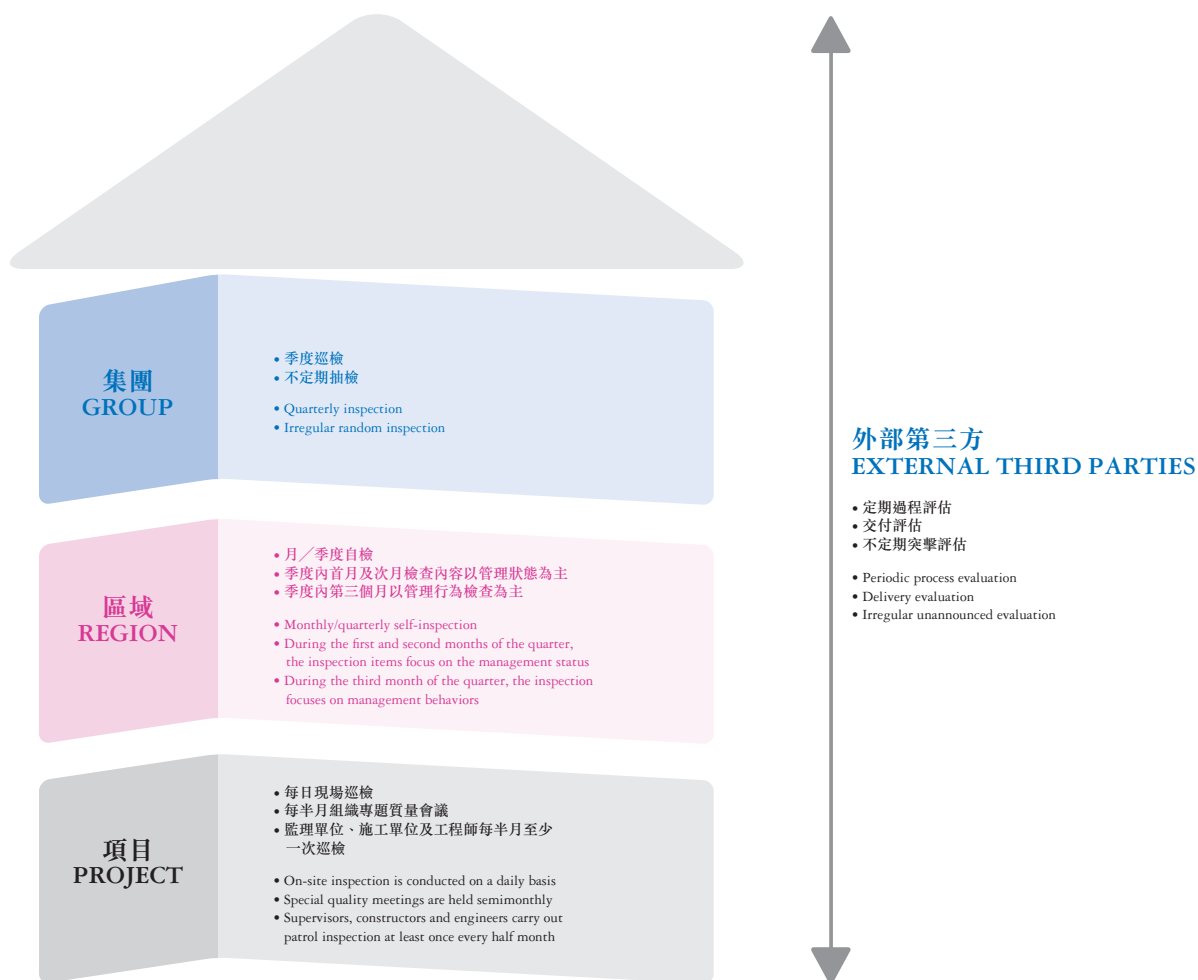 集團
GROUP
• 季度巡檢
• 不定期抽檢
• Quarterly inspection
• Irregular random inspection
區域
REGION
• 月／季度自檢
• 季度內首月及次月檢查內容以管理狀態為主
• 季度內第三個月以管理行為檢查為主
• Monthly/quarterly self-inspection
• During the first and second months of the quarter,
the inspection items focus on the management status
• During the third month of the quarter, the inspection
focuses on management behaviors
項目
PROJECT
• 每日現場巡檢
• 每半月組織專題質量會議
• 監理單位、施工單位及工程師每半月至少
一次巡檢
• On-site inspection is conducted on a daily basis
• Special quality meetings are held semimonthly
• Supervisors, constructors and engineers carry out
patrol inspection at least once every half month
外部第三方
EXTERNAL THIRD PARTIES
• 定期過程評估
• 交付評估
• 不定期突擊評估
• Periodic process evaluation
• Delivery evaluation
• Irregular unannounced evaluation